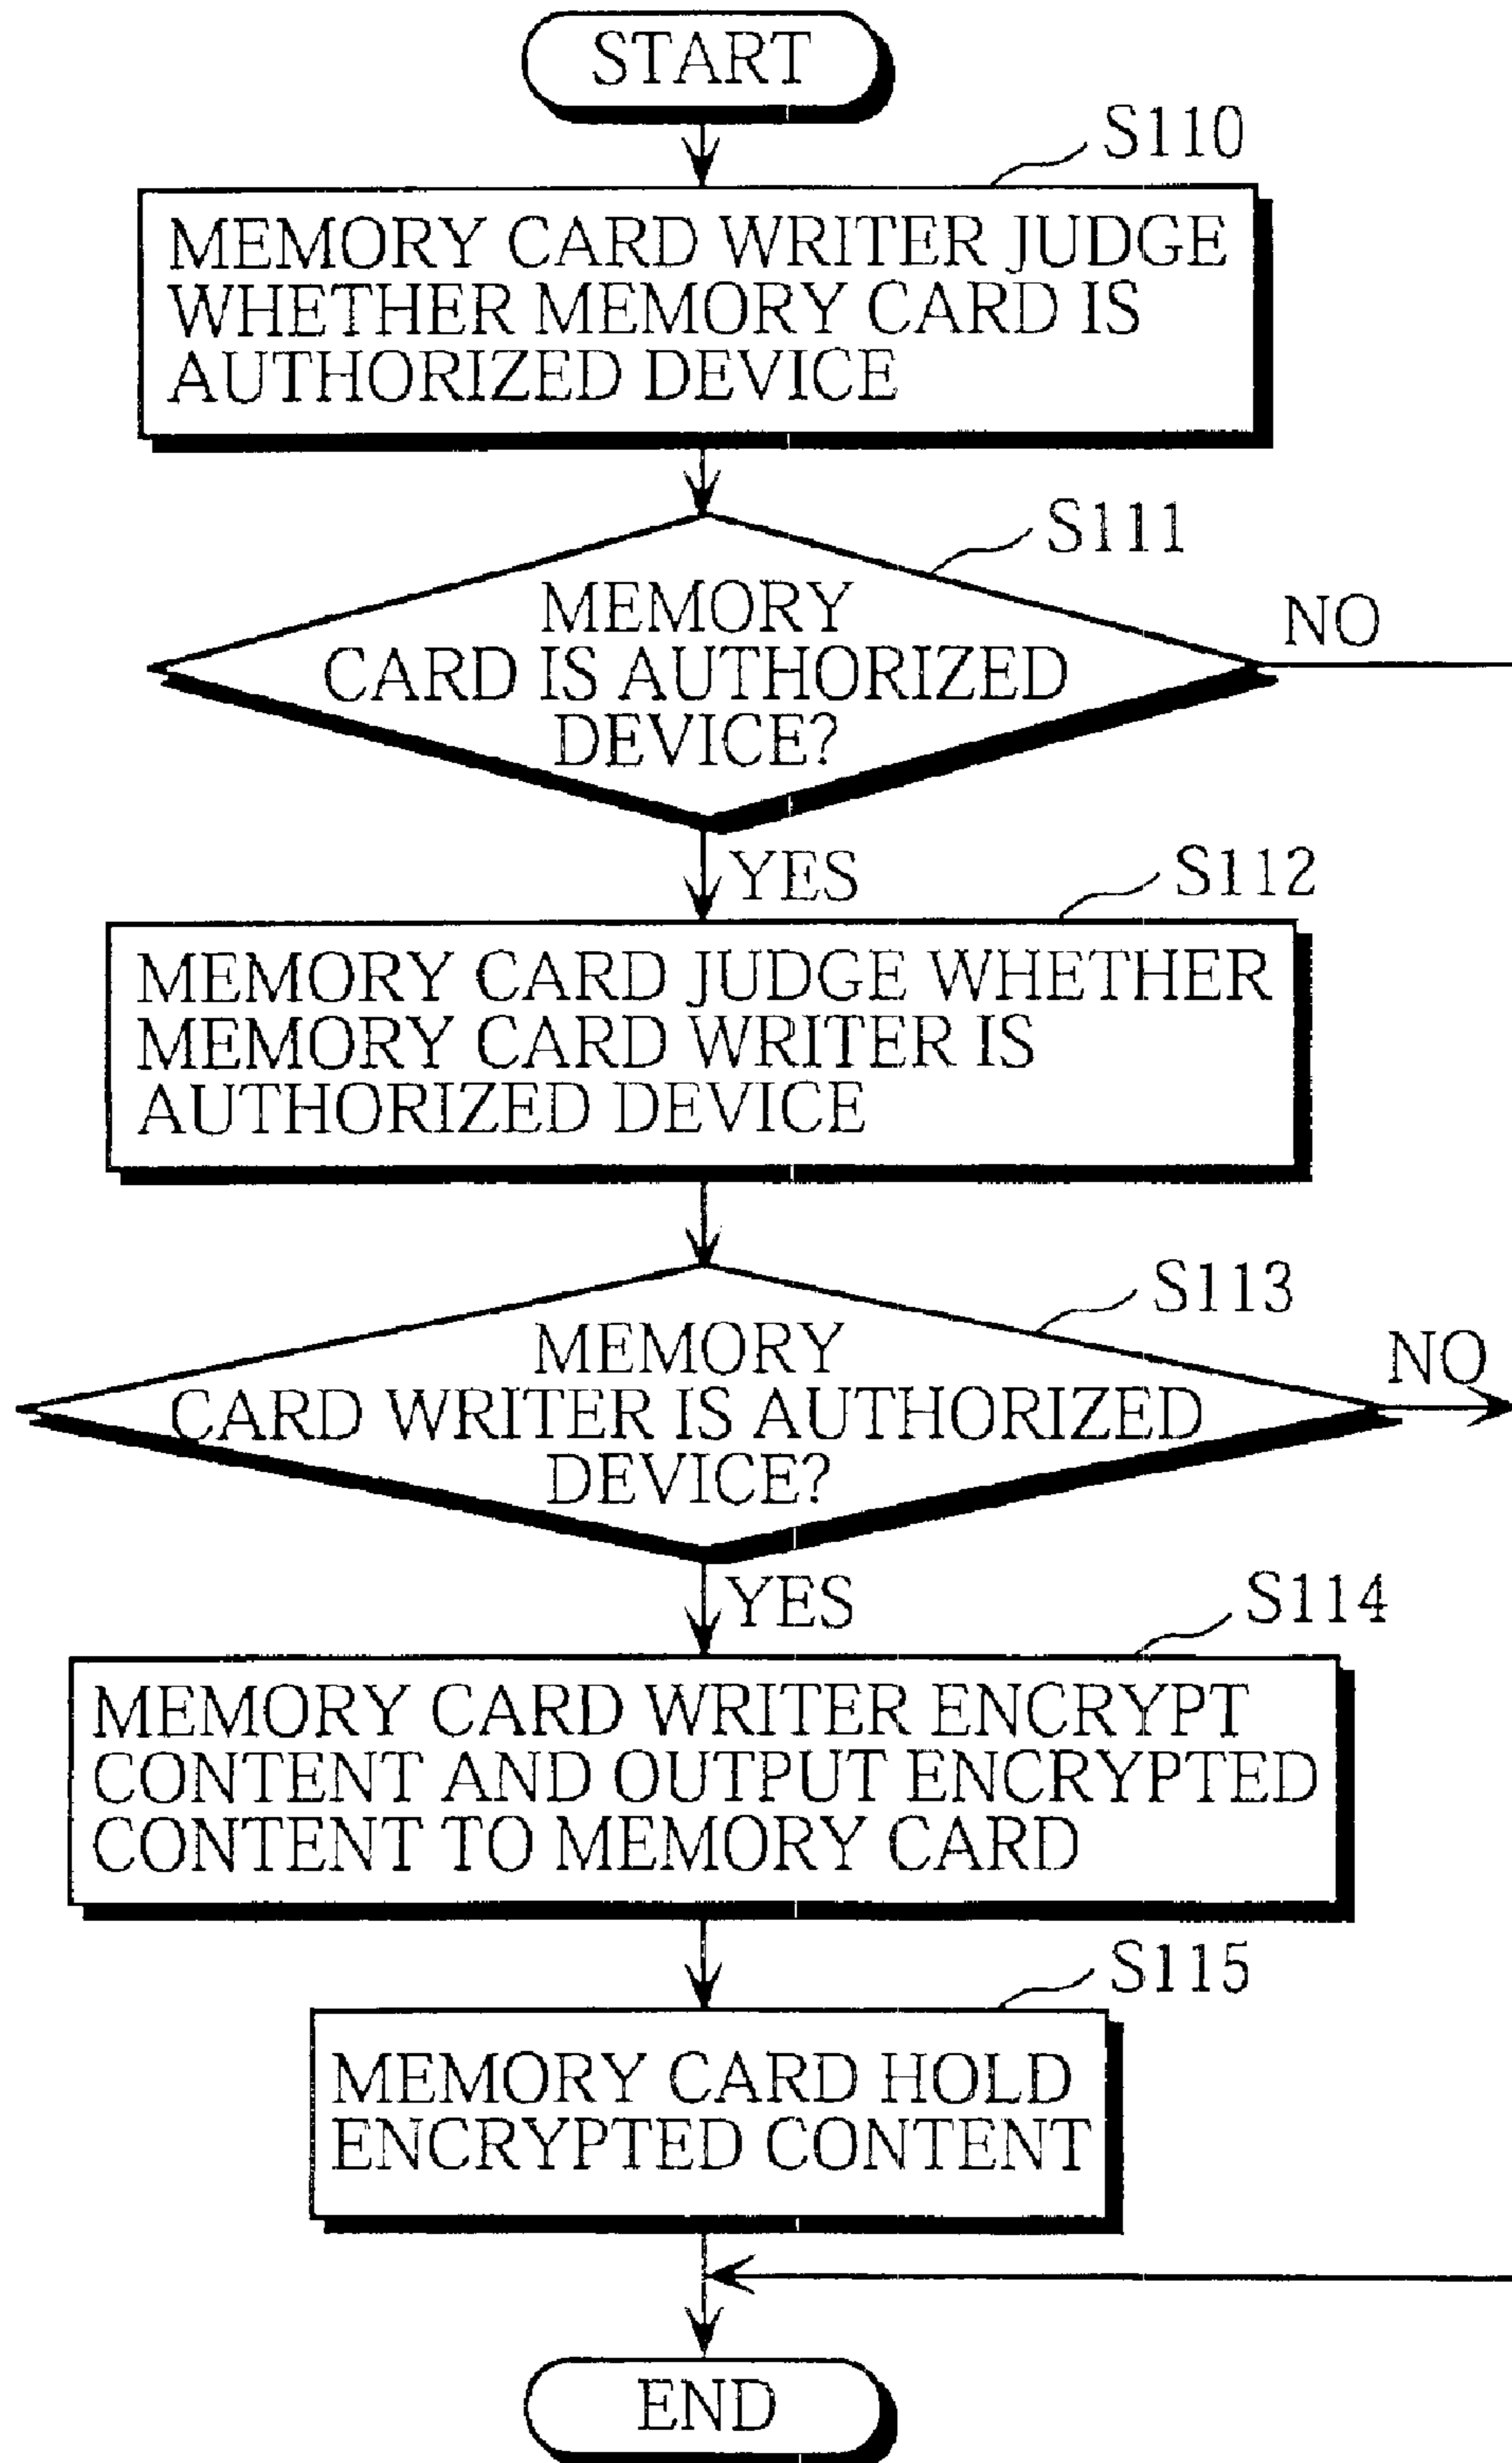 START
S110
MEMORY CARD WRITER JUDGE
WHETHER MEMORY CARD IS
AUTHORIZED DEVICE
S111
MEMORY
CARD IS AUTHORIZED
DEVICE?
NO
YES
S112
MEMORY CARD JUDGE WHETHER
MEMORY CARD WRITER IS
AUTHORIZED DEVICE
S113
MEMORY
CARD WRITER IS AUTHORIZED
DEVICE?
NO
YES
S114
MEMORY CARD WRITER ENCRYPT
CONTENT AND OUTPUT ENCRYPTED
CONTENT TO MEMORY CARD
S115
MEMORY CARD HOLD
ENCRYPTED CONTENT
END